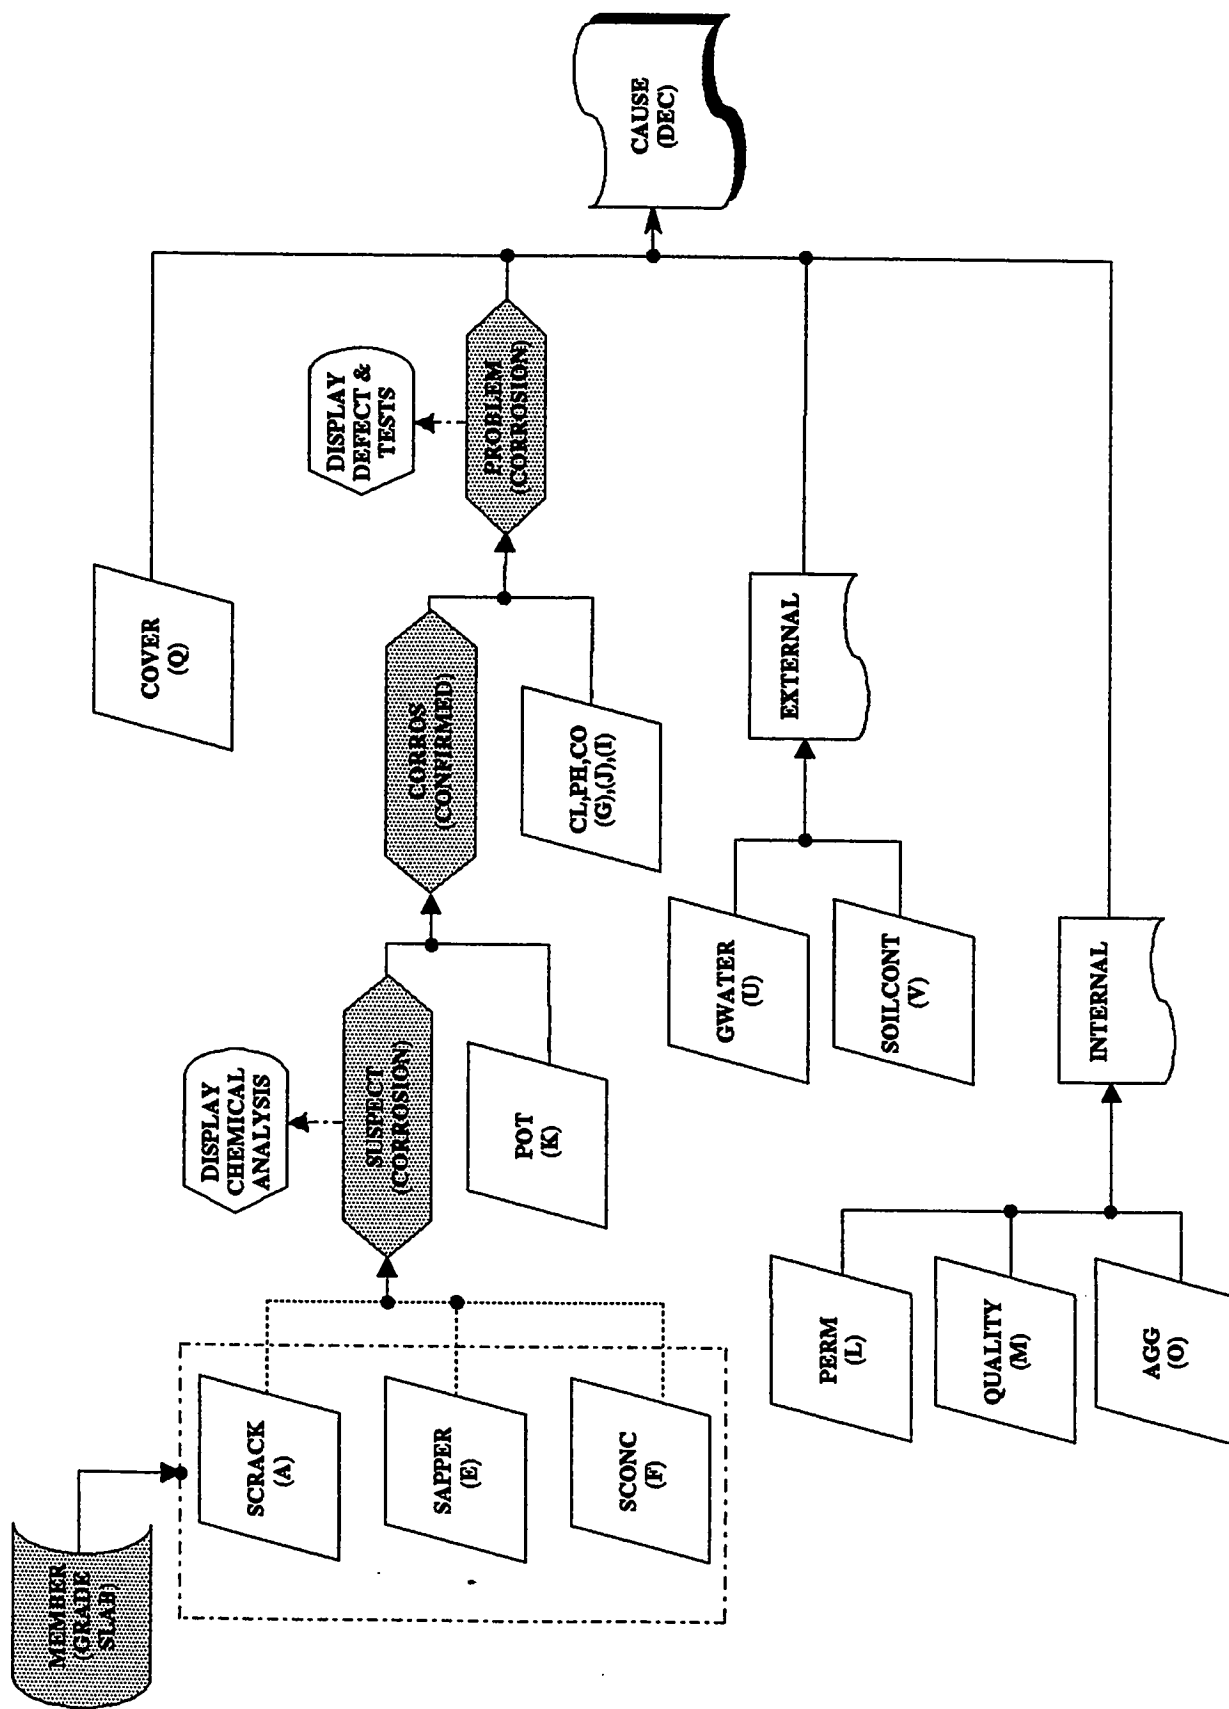 MEMBER
(GRADE
SLAB)
SCRACK
(A)
SAPPER
(E)
SCONC
(F)
DISPLAY
CHEMICAL
ANALYSIS
SUSPECT
(CORROSION)
POT
(K)
CORROS
(CONFIRMED)
CL,PH,CO
(G),(J),(I)
DISPLAY
DEFECT &
TESTS
PROBLEM
(CORROSION)
COVER
(Q)
GWATER
(U)
SOILCONT
(V)
EXTERNAL
PERM
(L)
QUALITY
(M)
AGG
(O)
INTERNAL
CAUSE
(DEC)